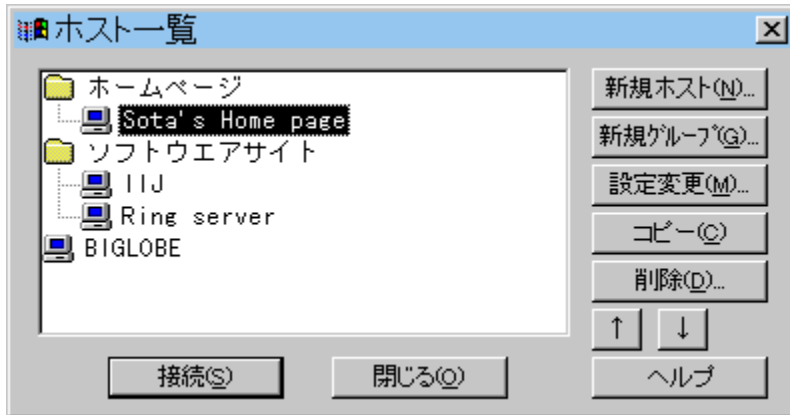 ホスト一覧
ホームページ
Sota's Home page
ソフトウエアサイト
IIJ
Ring server
BIGLOBE
新規ホスト(N)...
新規ｸﾞﾙｰﾌﾟ(G)...
設定変更(M)...
コピー(C)
削除(D)...
↑ ↓
接続(S)
閉じる(O)
ヘルプ